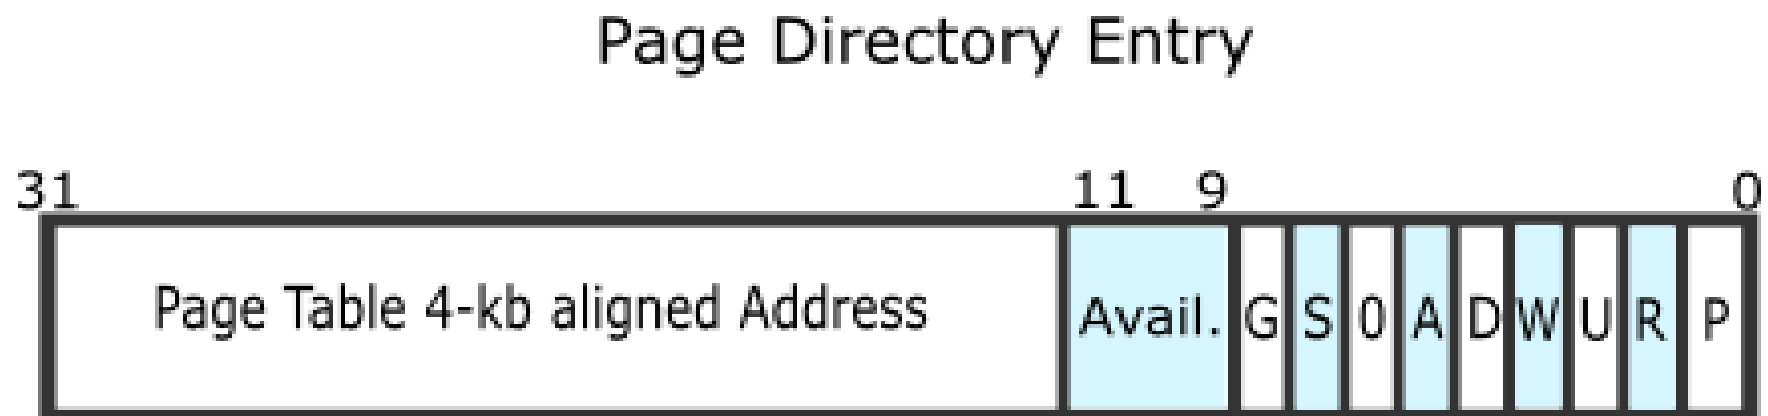 Page Directory Entry
31 11 9 0
Page Table 4-kb aligned Address Avail. G S 0 A D W U R P